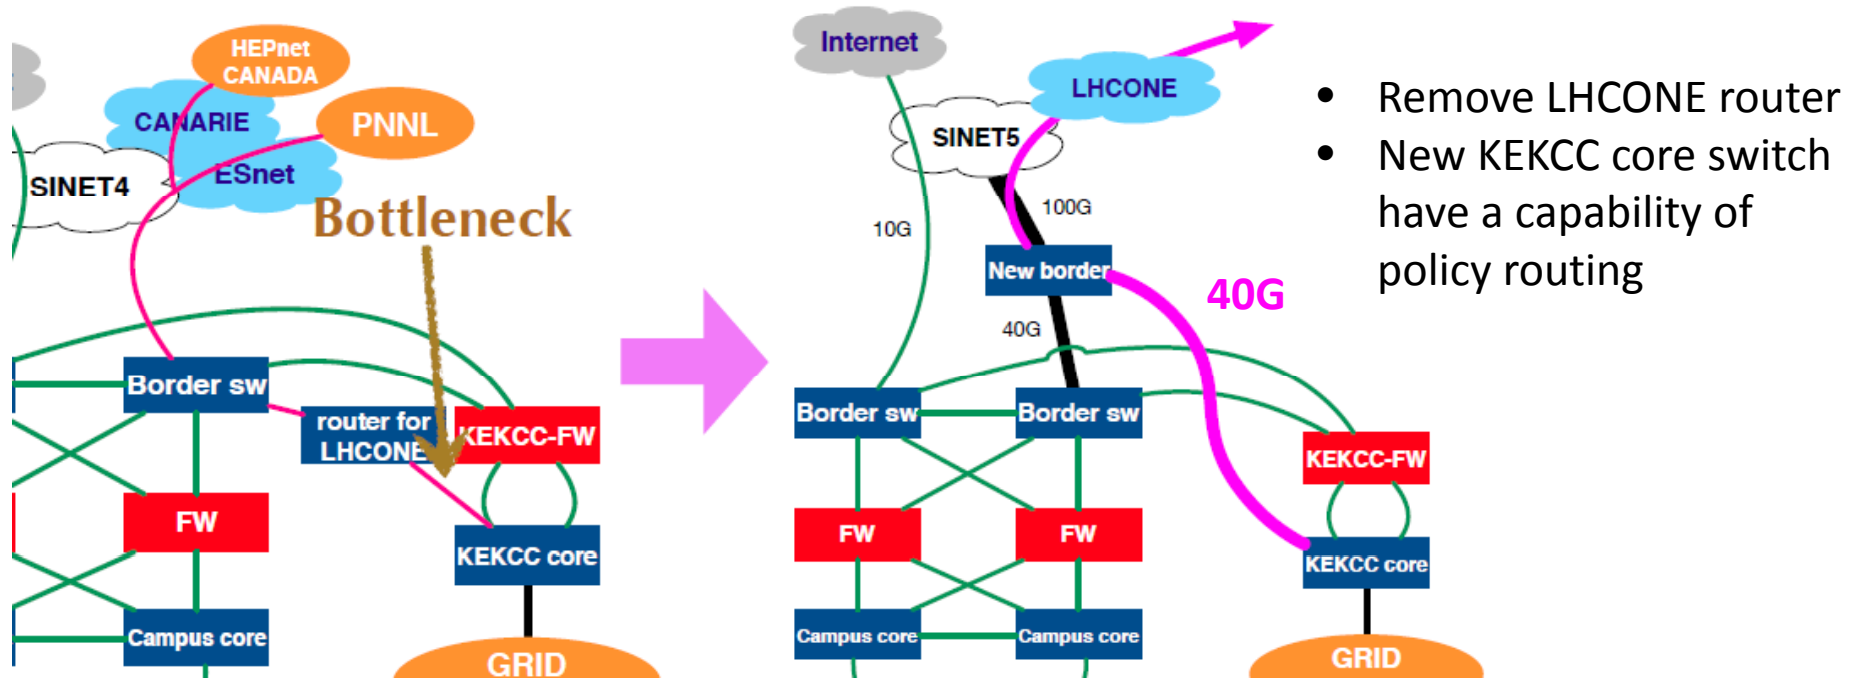 HEPnet
CANADA
CANARIE
PNNL
ESnet
SINET4
Bottleneck
Border sw
router for
LHCONE
KEKCC-FW
FW
KEKCC core
Campus core
GRID
Internet
LHCONE
SINET5
100G
10G
New border
40G
40G
Border sw
Border sw
KEKCC-FW
FW
FW
KEKCC core
Campus core
Campus core
GRID
• Remove LHCONE router
• New KEKCC core switch
have a capability of
policy routing